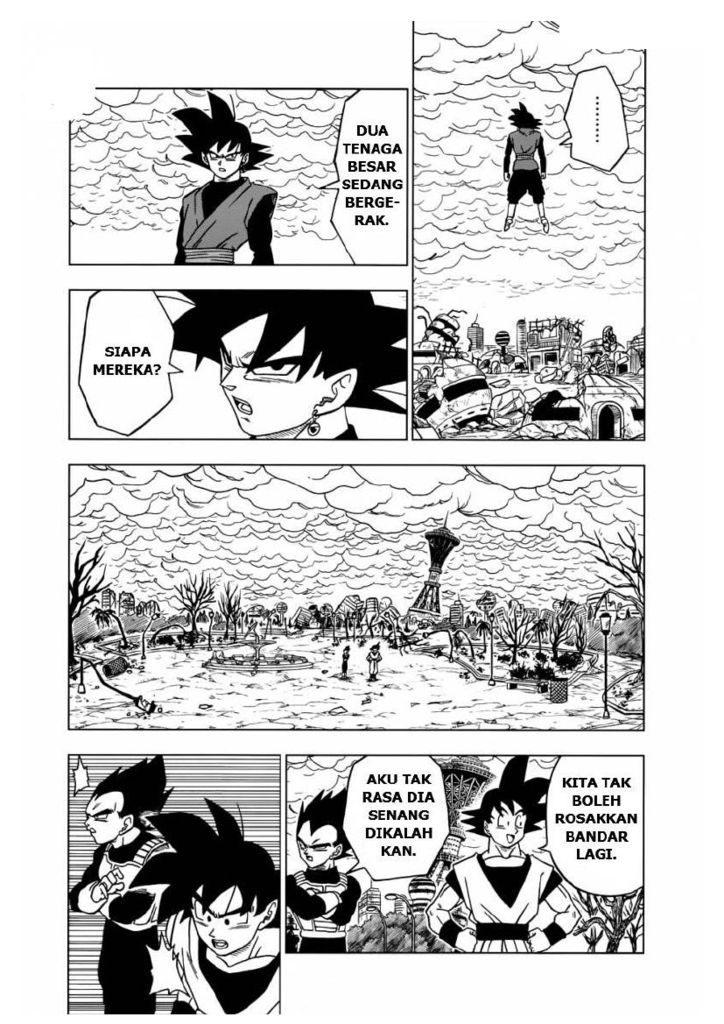 .........
DUA
TENAGA
BESAR
SEDANG
BERGE-
RAK.
SIAPA
MEREKA?
KITA TAK
BOLEH
ROSAKKAN
BANDAR
LAGI.
AKU TAK
RASA DIA
SENANG
DIKALAH
KAN.